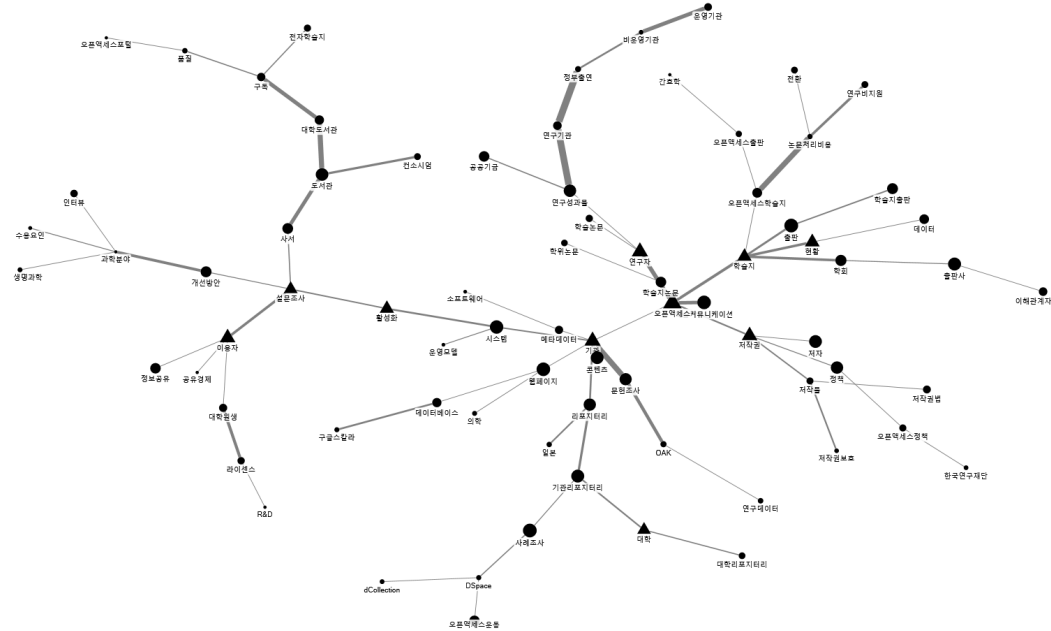 운영기관
오픈액세스포털
전자학술지
비운영기관
품질
정부출연
간호학
전환
구독
연구비지원
대학도서관
연구기관
오픈액세스출판
논문처리비용
컨소시엄
공공기금
도서관
연구성과물
오픈액세스학술지
학술지출판
인터뷰
학술논문
출판
데이터
수용요인
사서
현황
학위논문
과학분야
연구자
학술지
학회
출판사
생명과학
개선방안
학술지논문
설문조사
소프트웨어
이해관계자
오픈액세스
커뮤니케이션
활성화
시스템
메타데이터
기관
저작권
저자
이용자
운영모델
콘텐츠
정보공유
공유경제
웹페이지
문헌조사
정책
저작물
저작권법
대학원생
데이터베이스
의학
리포지터리
구글스칼라
일본
OAK
오픈액세스정책
저작권보호
라이센스
한국연구재단
기관리포지터리
R&D
연구데이터
사례조사
대학
대학리포지터리
dCollection
DSpace
오픈액세스운동